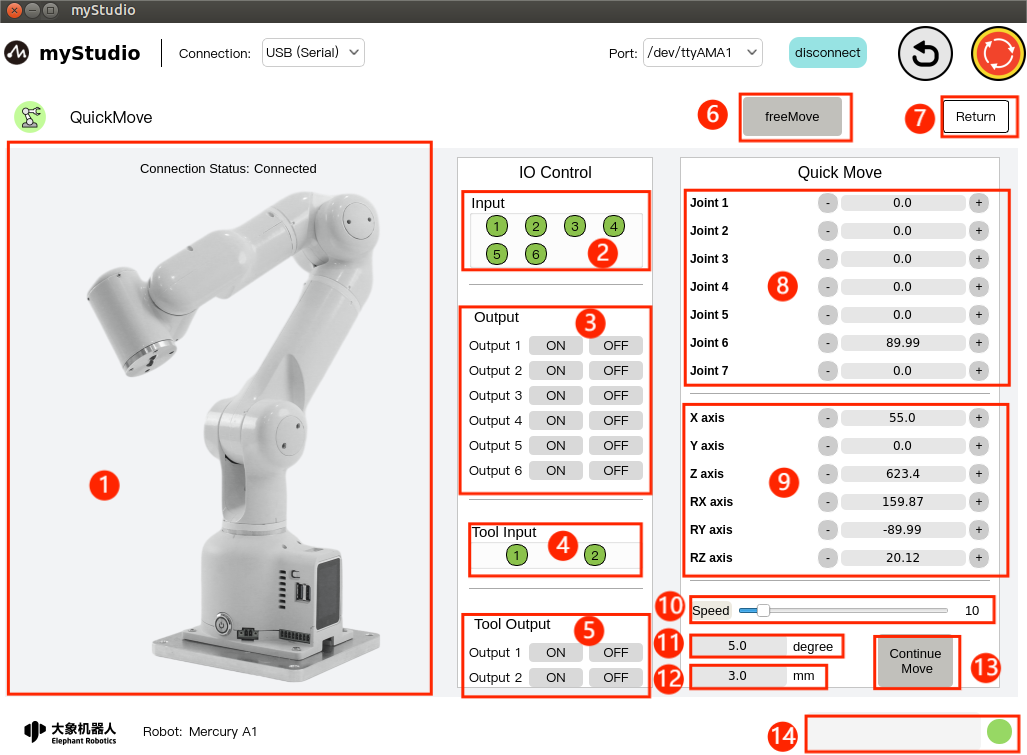 myStudio
myStudio
Connection: USB (Serial)
Port: /dev/ttyAMA1
disconnect
QuickMove
6 freeMove
7 Return
Connection Status: Connected
1
IO Control
Input
1 2 3 4
5 6
2
Output
3
Output 1 ON OFF
Output 2 ON OFF
Output 3 ON OFF
Output 4 ON OFF
Output 5 ON OFF
Output 6 ON OFF
Tool Input
4
1 2
Tool Output
5
Output 1 ON OFF
Output 2 ON OFF
Quick Move
Joint 1 - 0.0 +
Joint 2 - 0.0 +
Joint 3 - 0.0 +
Joint 4 - 0.0 +
8
Joint 5 - 0.0 +
Joint 6 - 89.99 +
Joint 7 - 0.0 +
X axis - 55.0 +
Y axis - 0.0 +
Z axis - 623.4 +
9
RX axis - 159.87 +
RY axis - -89.99 +
RZ axis - 20.12 +
10 Speed 10
11 5.0 degree
12 3.0 mm
Continue
Move
13
大象机器人
Elephant Robotics
Robot: Mercury A1
14